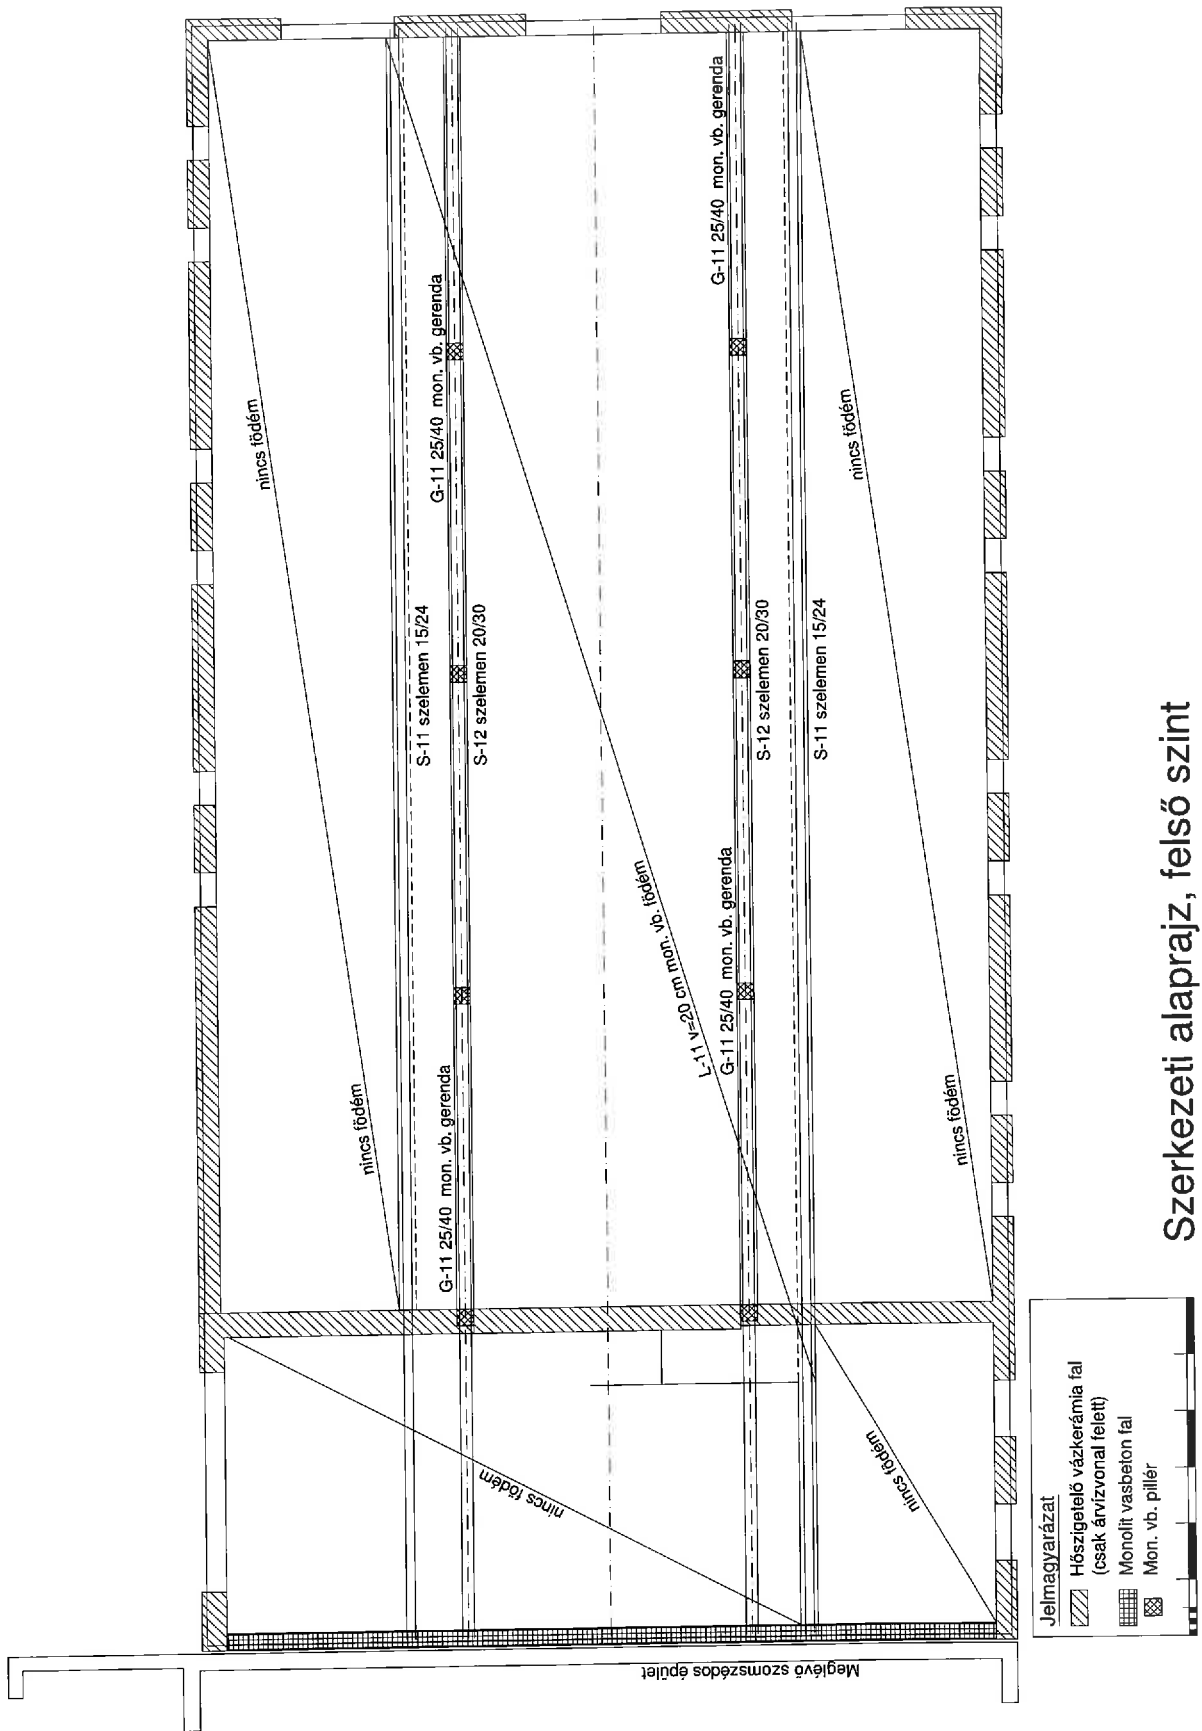 nincs födém
nincs födém
S-11 szelemen 15/24
G-11 25/40 mon. vb. gerenda
G-11 25/40 mon. vb. gerenda
S-12 szelemen 20/30
L-11 v=20 cm mon. vb. födém
G-11 25/40 mon. vb. gerenda
G-11 25/40 mon. vb. gerenda
S-12 szelemen 20/30
S-11 szelemen 15/24
nincs födém
nincs födém
nincs födém
nincs födém
Meglévő szomszédos épület
Jelmagyarázat
Hőszigetelő vázkerámia fal
(csak árvízvonal felett)
Monolit vasbeton fal
Mon. vb. pillér
Szerkezeti alaprajz, felső szint